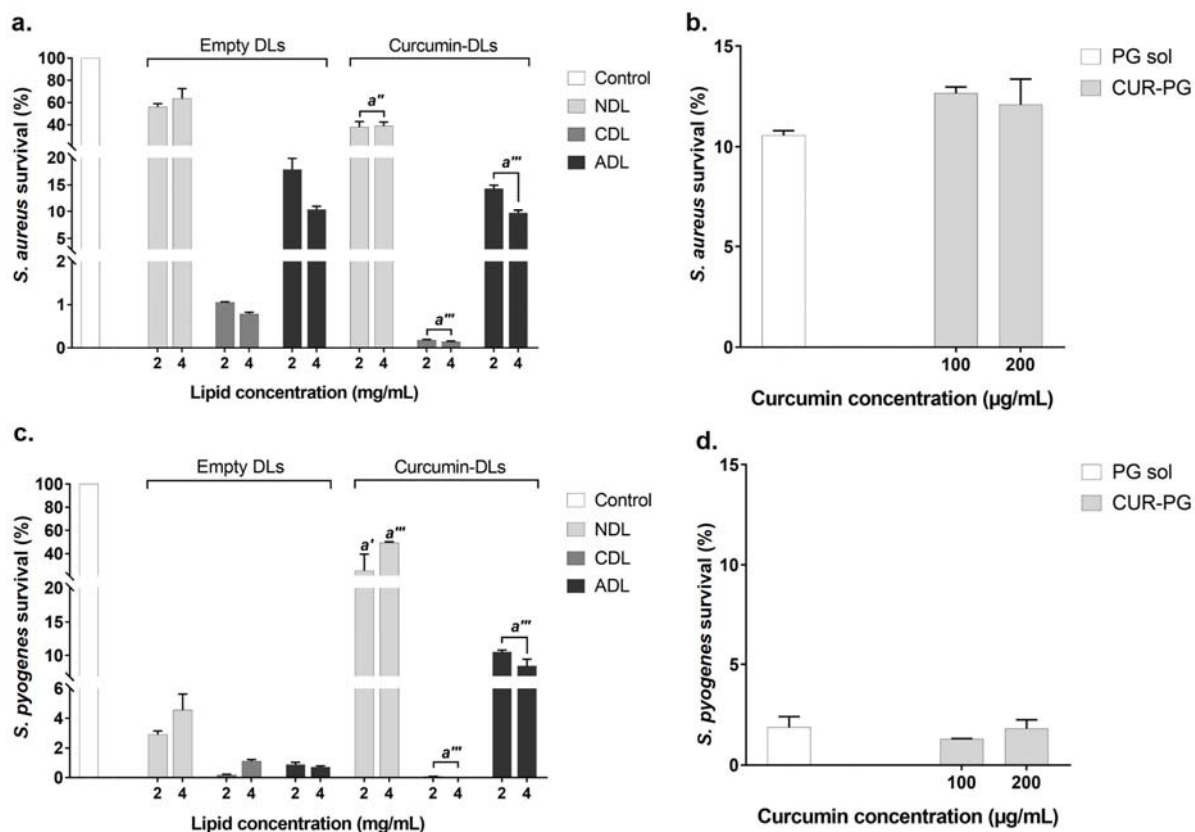 a.
Empty DLs
Curcumin-DLs
S. aureus survival (%)
100
80
60
40
20
15
10
5
2
1
0
a″
a‴
a‴
2 4 2 4 2 4 2 4 2 4 2 4
Lipid concentration (mg/mL)
Control
NDL
CDL
ADL
b.
S. aureus survival (%)
15
10
5
0
100 200
Curcumin concentration (µg/mL)
PG sol
CUR-PG
c.
Empty DLs
Curcumin-DLs
S. pyogenes survival (%)
100
80
60
40
20
15
10
6
4
2
0
a′ a‴
a‴
a‴
2 4 2 4 2 4 2 4 2 4 2 4
Lipid concentration (mg/mL)
Control
NDL
CDL
ADL
d.
S. pyogenes survival (%)
15
10
5
0
100 200
Curcumin concentration (µg/mL)
PG sol
CUR-PG